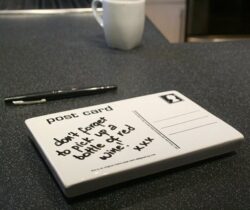 post card
don't forget
to pick up a
bottle of red
wine!!
xxx